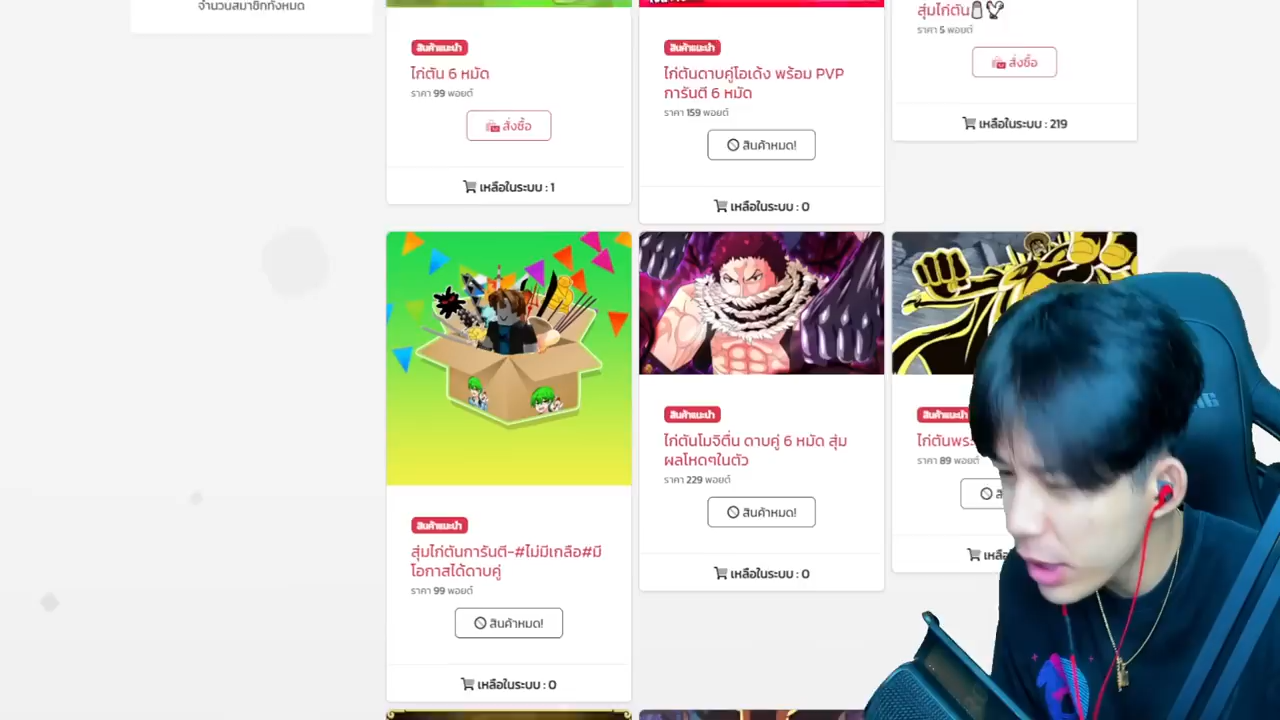 จำนวนสมาชิกทั้งหมด
สินค้าแนะนำ
ไก่ตัน 6 หมัด
ราคา 99 พอยต์
สั่งซื้อ
เหลือในระบบ : 1
สินค้าแนะนำ
ไก่ตันดาบคู่โอเด้ง พร้อม PVP
การันตี 6 หมัด
ราคา 159 พอยต์
สินค้าหมด!
เหลือในระบบ : 0
สุ่มไก่ตัน
ราคา 5 พอยต์
สั่งซื้อ
เหลือในระบบ : 219
สินค้าแนะนำ
สุ่มไก่ตันการันตี-#ไม่มีเกลือ#มี
โอกาสได้ดาบคู่
ราคา 99 พอยต์
สินค้าหมด!
เหลือในระบบ : 0
สินค้าแนะนำ
ไก่ตันโมจิตื่น ดาบคู่ 6 หมัด สุ่ม
ผลโหดๆในตัว
ราคา 229 พอยต์
สินค้าหมด!
เหลือในระบบ : 0
สินค้าแนะนำ
ไก่ตันพระ
ราคา 89 พอยต์